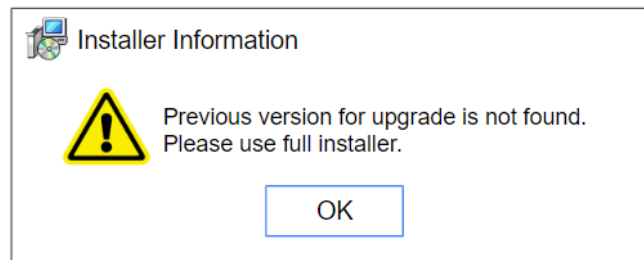 Installer Information
Previous version for upgrade is not found.
Please use full installer.
OK